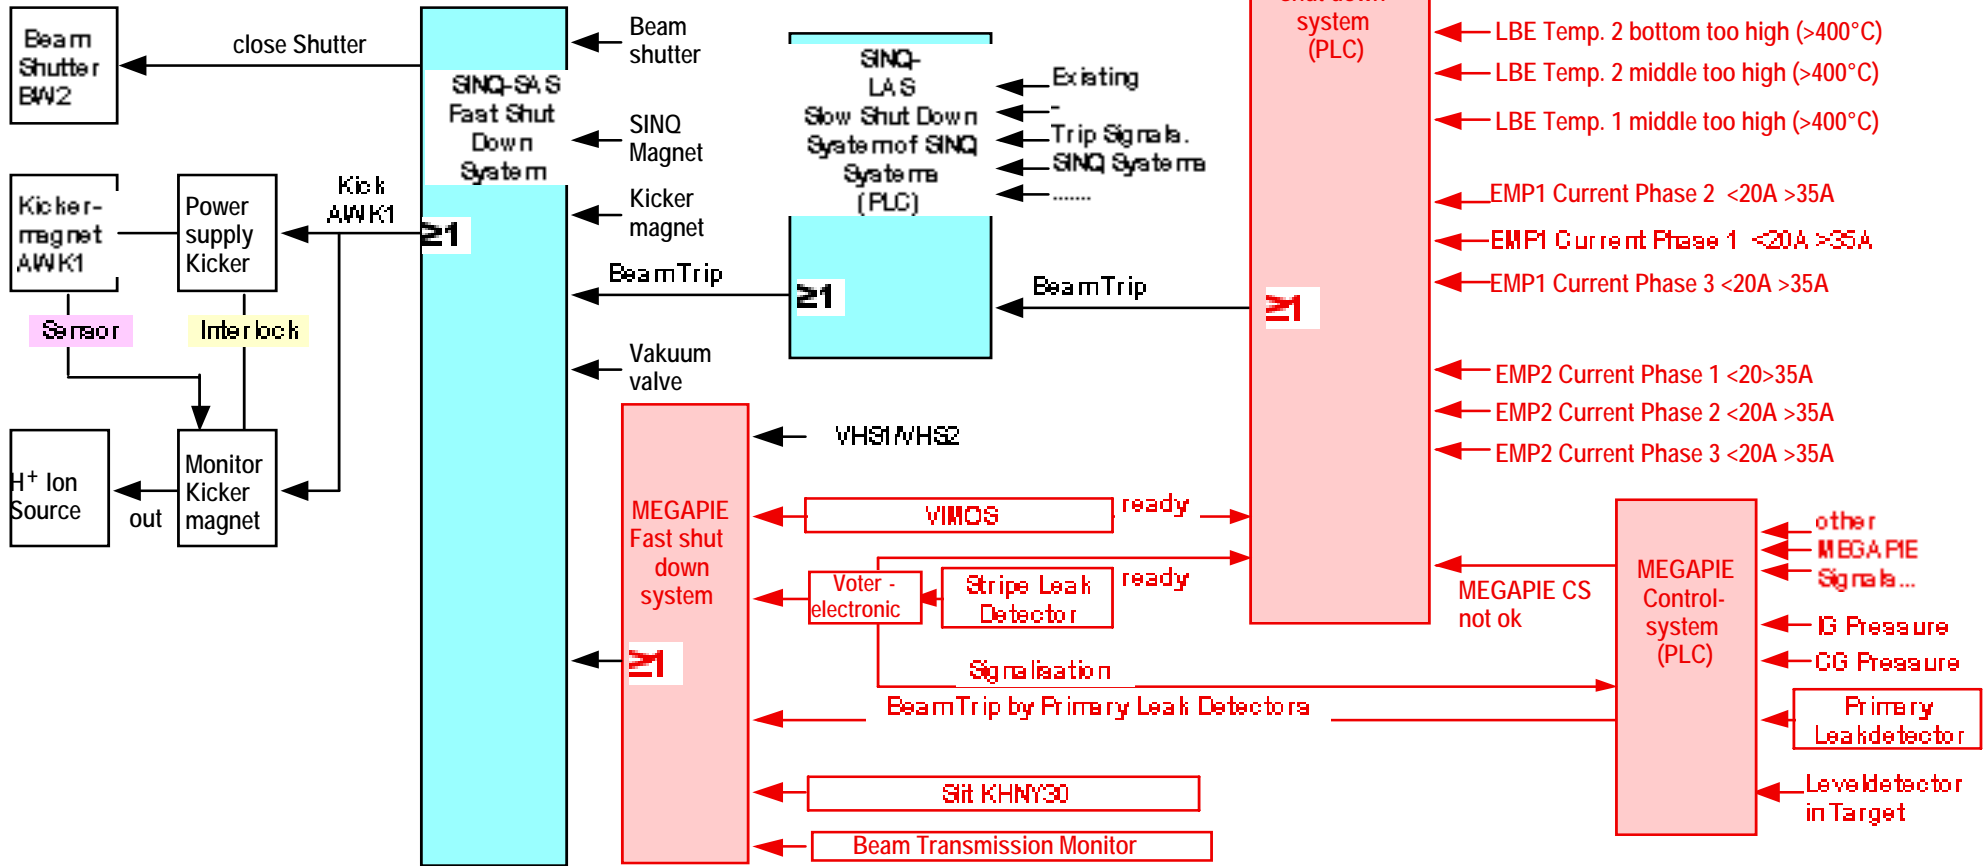 Beam
Shutter
BW2
close Shutter
SINQ-SAS
Fast Shut
Down
System
≥1
Beam
shutter
SINQ
Magnet
Kicker
magnet
BeamTrip
Vakuum
valve
Kicker-
magnet
AWK1
Power
supply
Kicker
Kick
AWK1
Sensor
Interlock
H+ Ion
Source
out
Monitor
Kicker
magnet
SINQ-
LAS
Slow Shut Down
Systemof SINQ
Systems
(PLC)
≥1
Existing
-
Trip Signals.
SINQ Systems
.......
BeamTrip
system
(PLC)
≥1
LBE Temp. 2 bottom too high (>400°C)
LBE Temp. 2 middle too high (>400°C)
LBE Temp. 1 middle too high (>400°C)
EMP1 Current Phase 2 <20A >35A
EMP1 Current Phase 1 <20A >35A
EMP1 Current Phase 3 <20A >35A
EMP2 Current Phase 1 <20>35A
EMP2 Current Phase 2 <20A >35A
EMP2 Current Phase 3 <20A >35A
MEGAPIE
Fast shut
down
system
≥1
VHS1/VHS2
VIMOS
ready
Voter -
electronic
Stripe Leak
Detector
ready
Signalisation
BeamTrip by Primary Leak Detectors
Slit KHNY30
Beam Transmission Monitor
MEGAPIE CS
not ok
MEGAPIE
Control-
system
(PLC)
other
MEGAPIE
Signals...
IG Pressure
CG Pressure
Primary
Leakdetector
Leveldetector
in Target